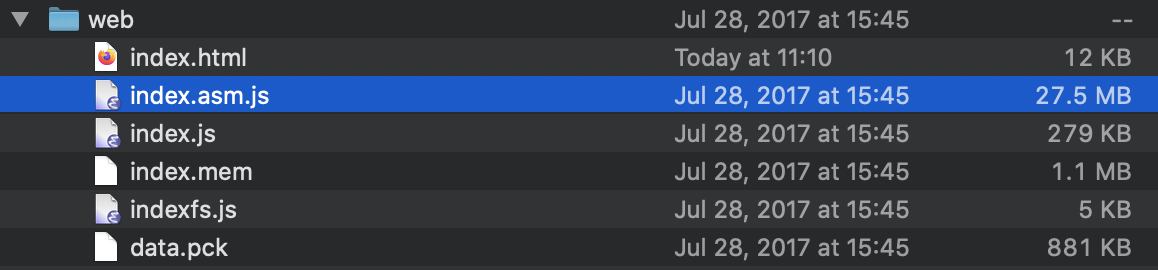 web Jul 28, 2017 at 15:45 --
index.html Today at 11:10 12 KB
index.asm.js Jul 28, 2017 at 15:45 27.5 MB
index.js Jul 28, 2017 at 15:45 279 KB
index.mem Jul 28, 2017 at 15:45 1.1 MB
indexfs.js Jul 28, 2017 at 15:45 5 KB
data.pck Jul 28, 2017 at 15:45 881 KB